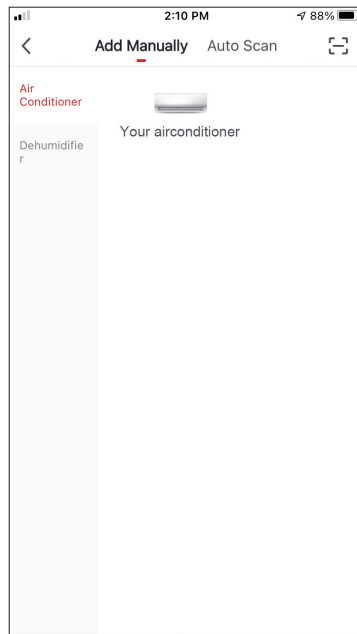 2:10 PM
88%
Add Manually
Auto Scan
Air
Conditioner
Your airconditioner
Dehumidifie
r